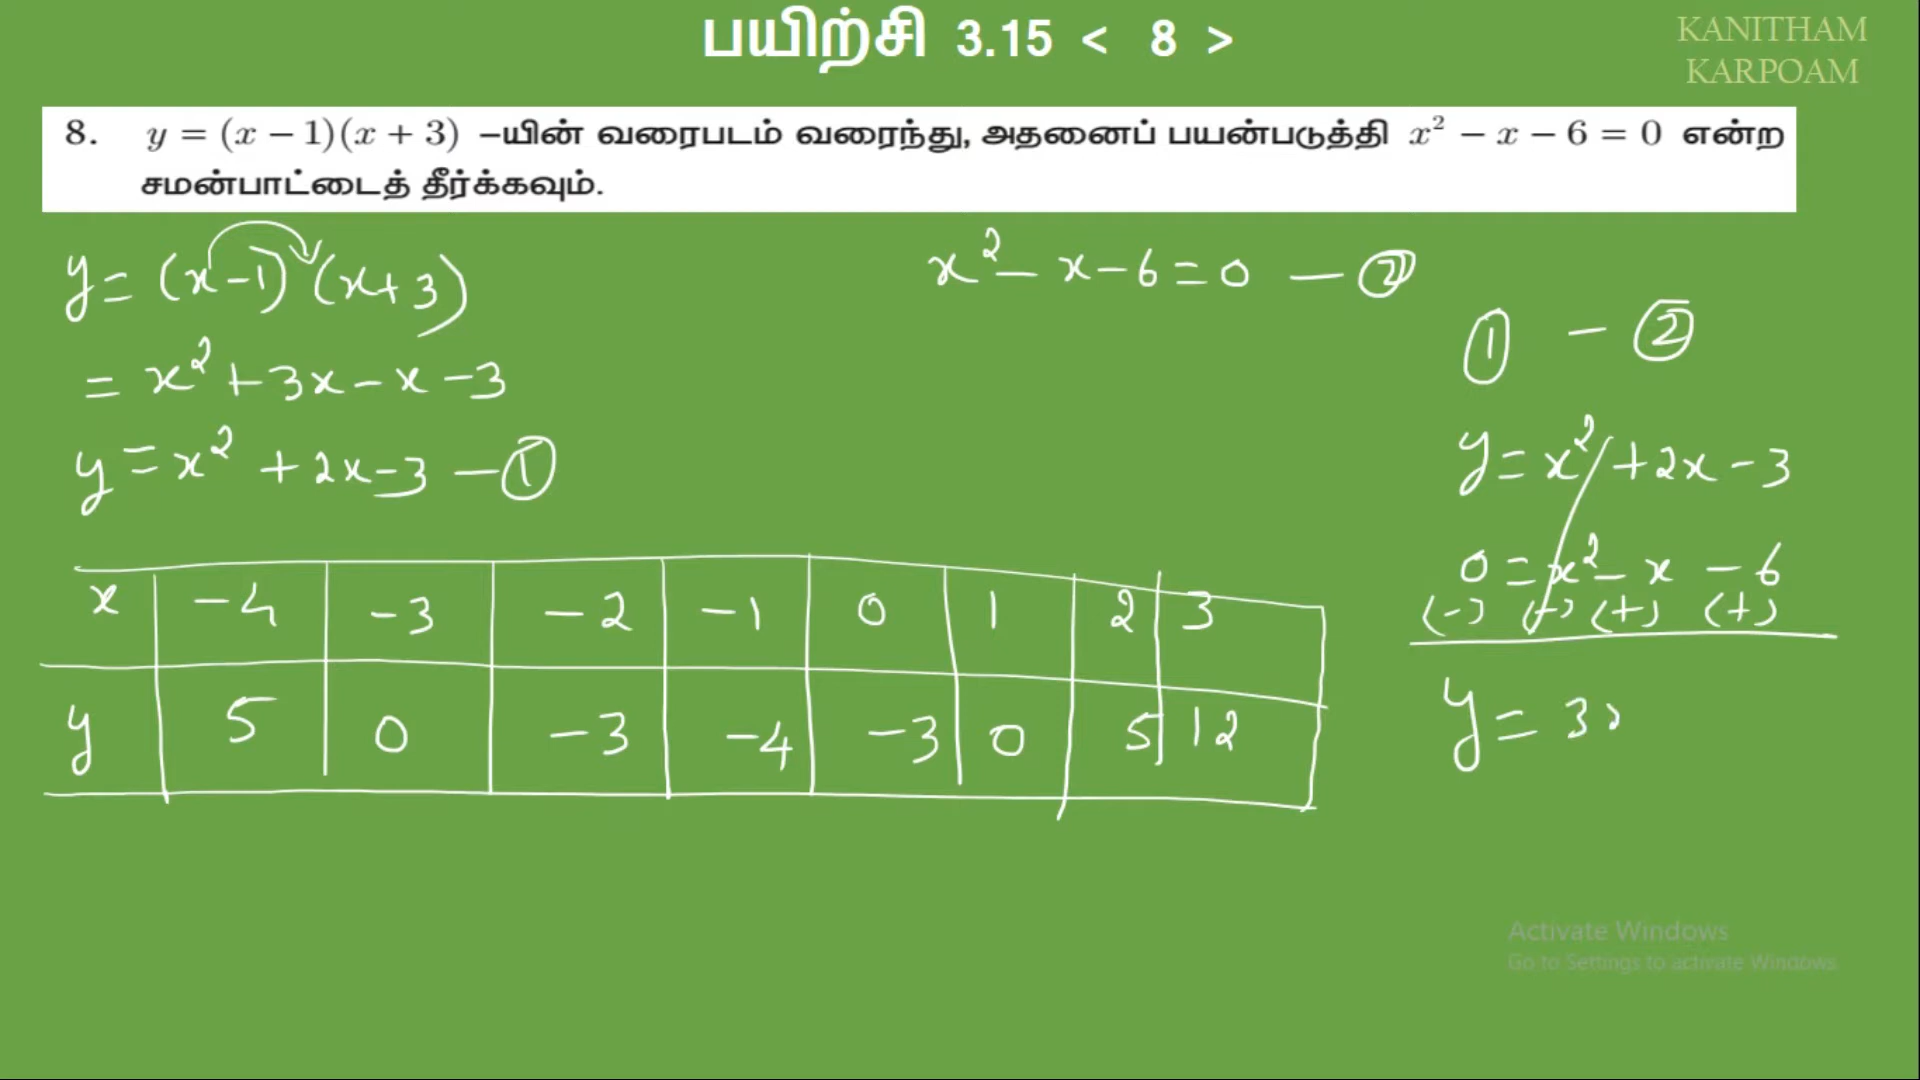 பயிற்சி 3.15 < 8 >
KANITHAM
KARPOAM
8. y = (x − 1)(x + 3) –யின் வரைபடம் வரைந்து, அதனைப் பயன்படுத்தி x² − x − 6 = 0 என்ற
சமன்பாட்டைத் தீர்க்கவும்.
y = (x-1) (x+3)
= x² + 3x - x - 3
y = x² + 2x - 3 - ①
x² - x - 6 = 0 - ②
① - ②
y = x² + 2x - 3
0 = x² - x - 6
(-) (-) (+) (+)
y = 3x
x -4 -3 -2 -1 0 1 2 3
y 5 0 -3 -4 -3 0 5 12
Activate Windows
Go to Settings to activate Windows